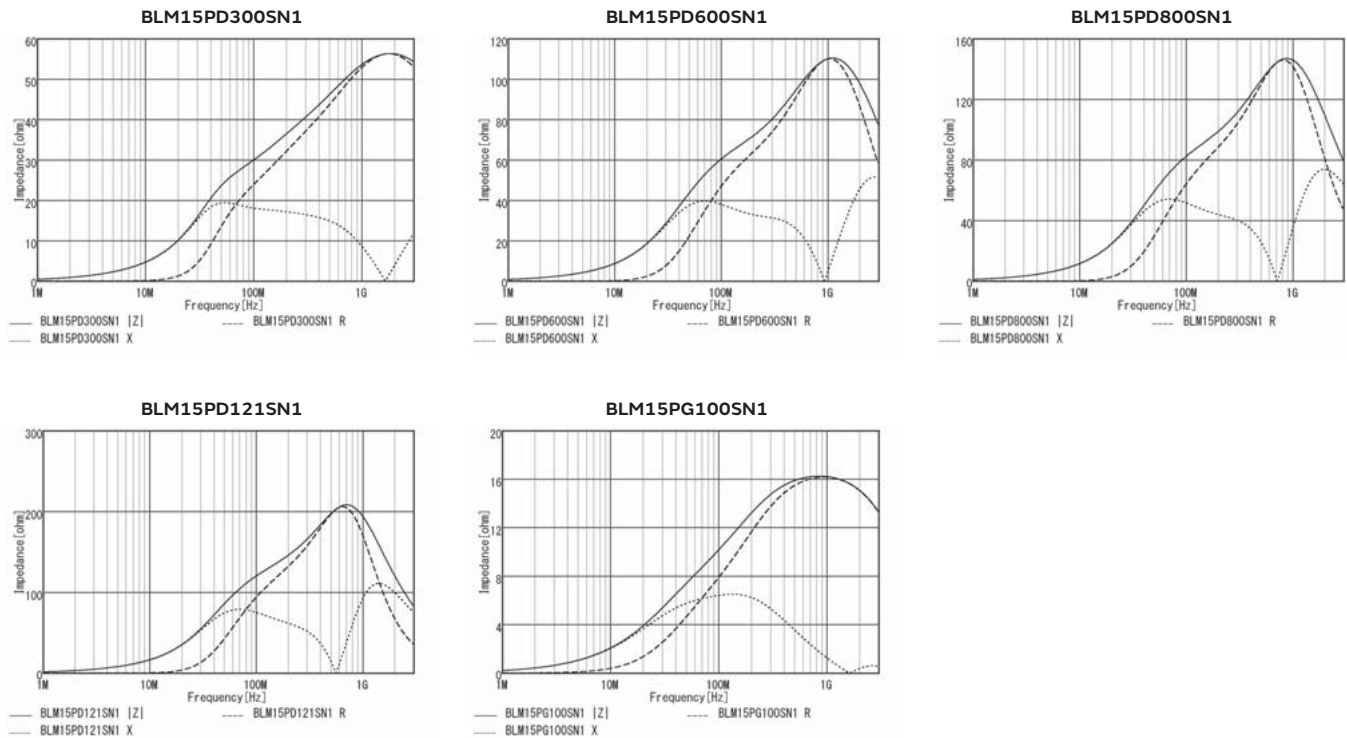 BLM15PD300SN1
60
50
40
30
20
10
0
1M 10M 100M 1G
Impedance[ohm]
Frequency[Hz]
BLM15PD300SN1 |Z| BLM15PD300SN1 R
BLM15PD300SN1 X
BLM15PD600SN1
120
100
80
60
40
20
0
1M 10M 100M 1G
Impedance[ohm]
Frequency[Hz]
BLM15PD600SN1 |Z| BLM15PD600SN1 R
BLM15PD600SN1 X
BLM15PD800SN1
160
120
80
40
0
1M 10M 100M 1G
Impedance[ohm]
Frequency[Hz]
BLM15PD800SN1 |Z| BLM15PD800SN1 R
BLM15PD800SN1 X
BLM15PD121SN1
300
200
100
0
1M 10M 100M 1G
Impedance[ohm]
Frequency[Hz]
BLM15PD121SN1 |Z| BLM15PD121SN1 R
BLM15PD121SN1 X
BLM15PG100SN1
20
16
12
8
4
0
1M 10M 100M 1G
Impedance[ohm]
Frequency[Hz]
BLM15PG100SN1 |Z| BLM15PG100SN1 R
BLM15PG100SN1 X